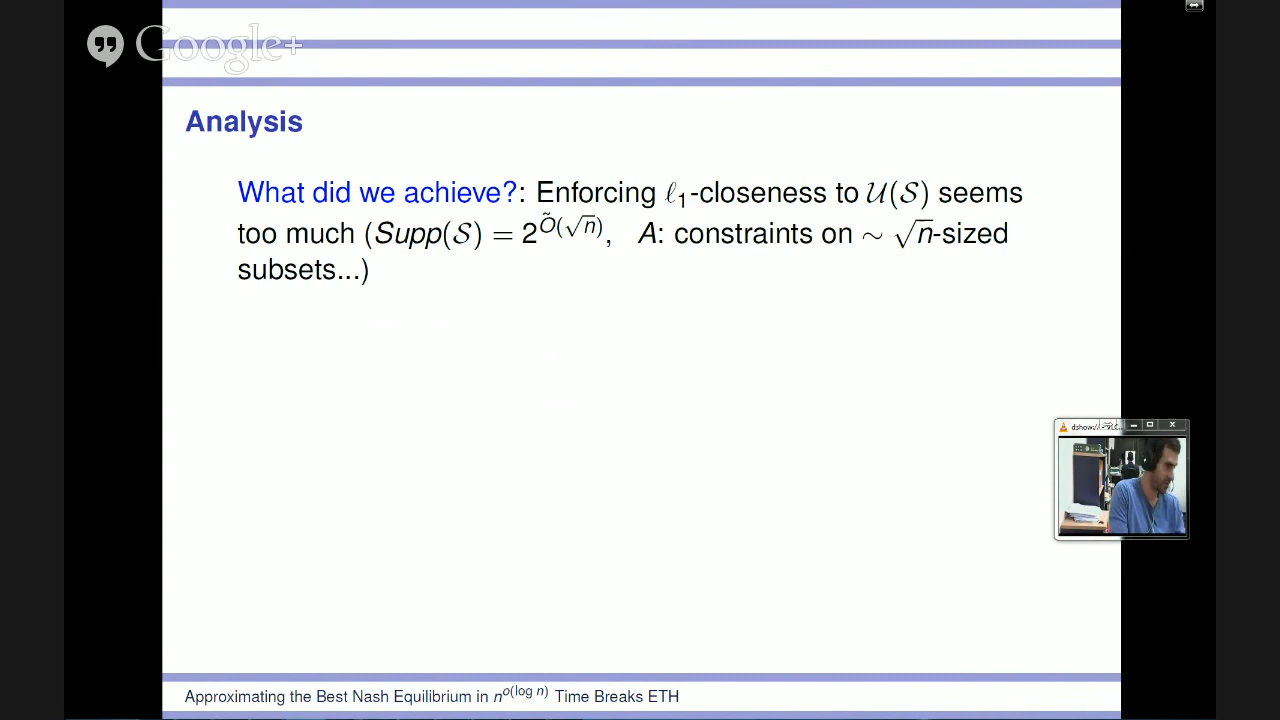 Google+
Analysis
What did we achieve?: Enforcing ℓ₁-closeness to 𝒰(𝒮) seems
too much (Supp(𝒮) = 2^{Õ(√n)}, A: constraints on ∼ √n-sized
subsets...)
Approximating the Best Nash Equilibrium in n^{o(log n)} Time Breaks ETH